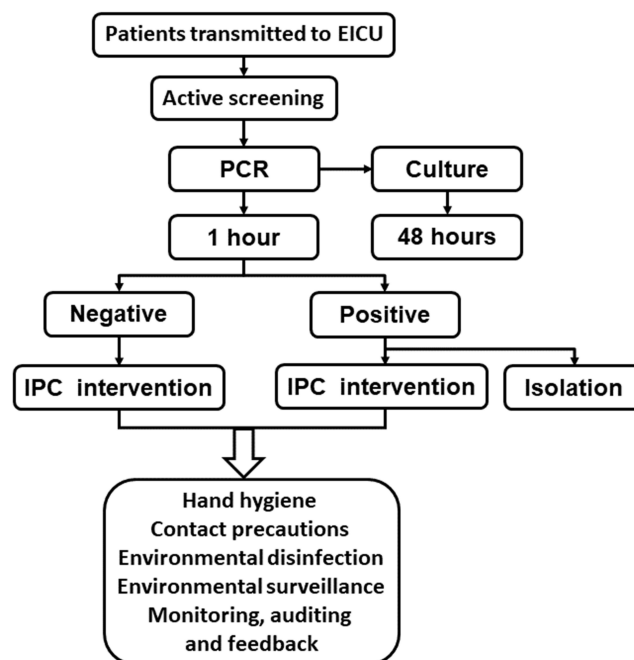 Patients transmitted to EICU
Active screening
PCR
Culture
1 hour
48 hours
Negative
Positive
IPC intervention
IPC intervention
Isolation
Hand hygiene
Contact precautions
Environmental disinfection
Environmental surveillance
Monitoring, auditing
and feedback